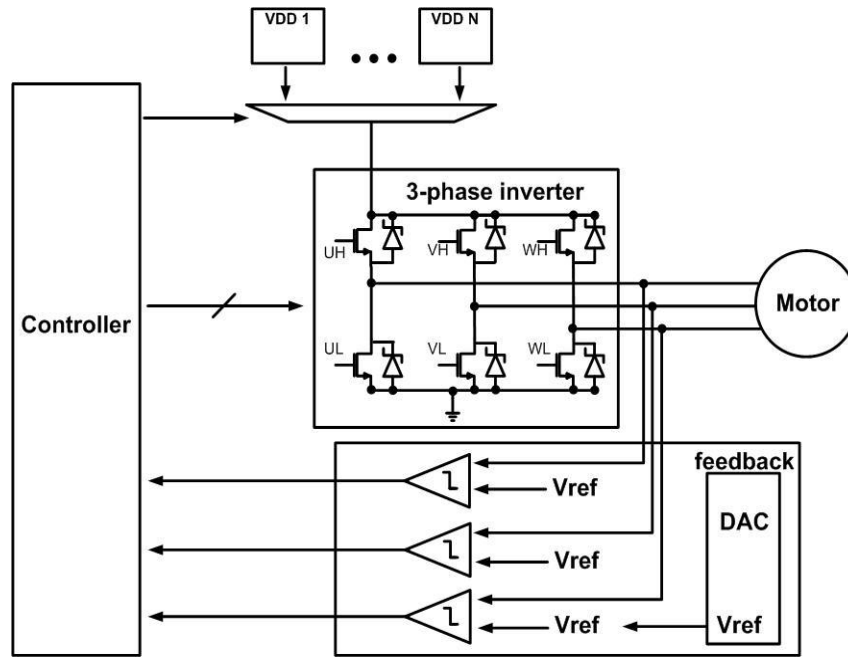 VDD 1
VDD N
3-phase inverter
UH
VH
WH
Controller
Motor
UL
VL
WL
feedback
Vref
DAC
Vref
Vref
Vref